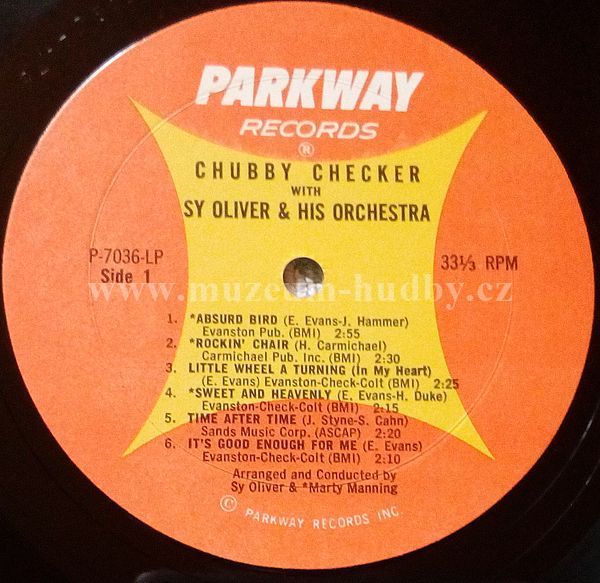 PARKWAY
RECORDS
®
CHUBBY CHECKER
WITH
SY OLIVER & HIS ORCHESTRA
P-7036-LP
Side 1
33⅓ RPM
www.muzeum-hudby.cz
1. *ABSURD BIRD (E. Evans-J. Hammer)
Evanston Pub. (BMI) 2:55
2. *ROCKIN' CHAIR (H. Carmichael)
Carmichael Pub. Inc. (BMI) 2:30
3. LITTLE WHEEL A TURNING (In My Heart)
(E. Evans) Evanston-Check-Colt (BMI) 2:25
4. *SWEET AND HEAVENLY (E. Evans-H. Duke)
Evanston-Check-Colt (BMI) 2:15
5. TIME AFTER TIME (J. Styne-S. Cahn)
Sands Music Corp. (ASCAP) 2:20
6. IT'S GOOD ENOUGH FOR ME (E. Evans)
Evanston-Check-Colt (BMI) 2:10
Arranged and Conducted by
Sy Oliver & *Marty Manning
© PARKWAY RECORDS INC.